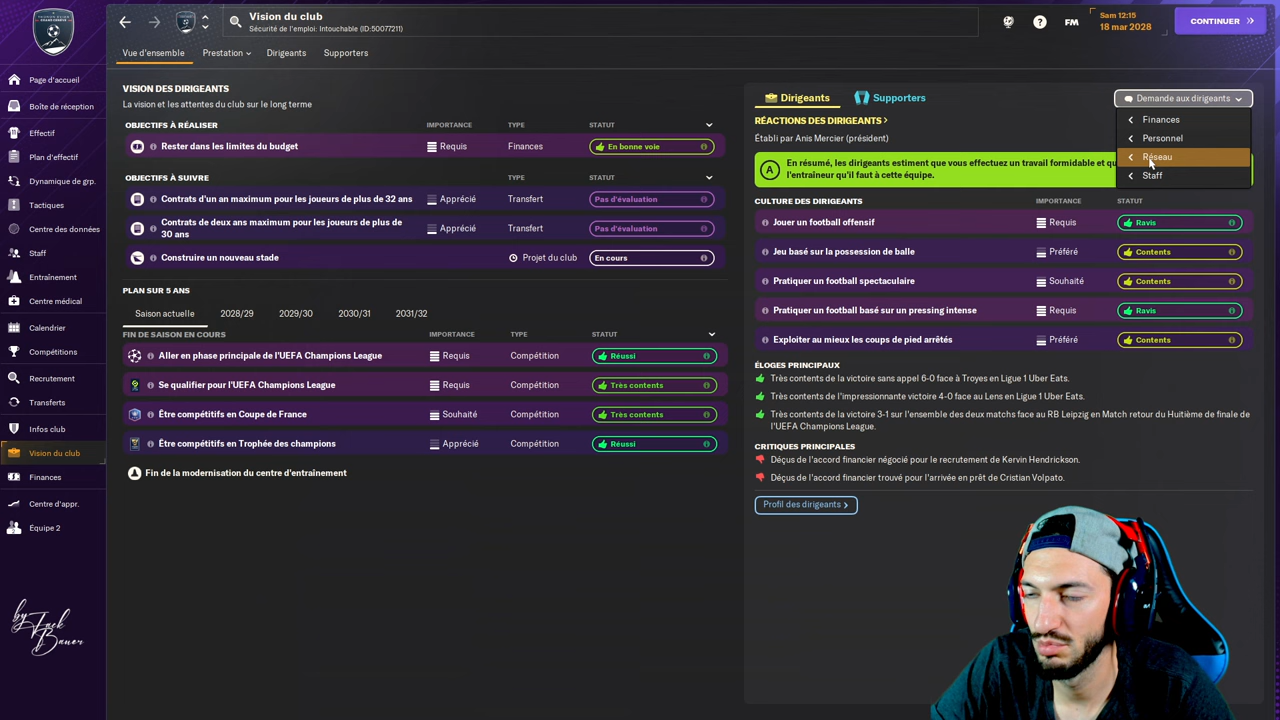 Vision du club
Sécurité de l'emploi: Intouchable (ID:50077211)
FM
Sam 12:15
18 mar 2028
CONTINUER
Vue d'ensemble
Prestation
Dirigeants
Supporters
Page d'accueil
Boîte de réception
Effectif
Plan d'effectif
Dynamique de grp.
Tactiques
Centre des données
Staff
Entraînement
Centre médical
Calendrier
Compétitions
Recrutement
Transferts
Infos club
Vision du club
Finances
Centre d'appr.
Équipe 2
by Jack Bauer
VISION DES DIRIGEANTS
La vision et les attentes du club sur le long terme
OBJECTIFS À RÉALISER IMPORTANCE TYPE STATUT
Rester dans les limites du budget Requis Finances En bonne voie
OBJECTIFS À SUIVRE IMPORTANCE TYPE STATUT
Contrats d'un an maximum pour les joueurs de plus de 32 ans Apprécié Transfert Pas d'évaluation
Contrats de deux ans maximum pour les joueurs de plus de
30 ans Apprécié Transfert Pas d'évaluation
Construire un nouveau stade Projet du club En cours
PLAN SUR 5 ANS
Saison actuelle 2028/29 2029/30 2030/31 2031/32
FIN DE SAISON EN COURS IMPORTANCE TYPE STATUT
Aller en phase principale de l'UEFA Champions League Requis Compétition Réussi
Se qualifier pour l'UEFA Champions League Requis Compétition Très contents
Être compétitifs en Coupe de France Souhaité Compétition Très contents
Être compétitifs en Trophée des champions Apprécié Compétition Réussi
Fin de la modernisation du centre d'entraînement
Dirigeants
Supporters
Demande aux dirigeants
Finances
Personnel
Réseau
Staff
RÉACTIONS DES DIRIGEANTS
Établi par Anis Mercier (président)
A
En résumé, les dirigeants estiment que vous effectuez un travail formidable et qu
l'entraîneur qu'il faut à cette équipe.
CULTURE DES DIRIGEANTS IMPORTANCE STATUT
Jouer un football offensif Requis Ravis
Jeu basé sur la possession de balle Préféré Contents
Pratiquer un football spectaculaire Souhaité Contents
Pratiquer un football basé sur un pressing intense Requis Ravis
Exploiter au mieux les coups de pied arrêtés Préféré Contents
ÉLOGES PRINCIPAUX
Très contents de la victoire sans appel 6-0 face à Troyes en Ligue 1 Uber Eats.
Très contents de l'impressionnante victoire 4-0 face au Lens en Ligue 1 Uber Eats.
Très contents de la victoire 3-1 sur l'ensemble des deux matchs face au RB Leipzig en Match retour du Huitième de finale de
l'UEFA Champions League.
CRITIQUES PRINCIPALES
Déçus de l'accord financier négocié pour le recrutement de Kervin Hendrickson.
Déçus de l'accord financier trouvé pour l'arrivée en prêt de Cristian Volpato.
Profil des dirigeants